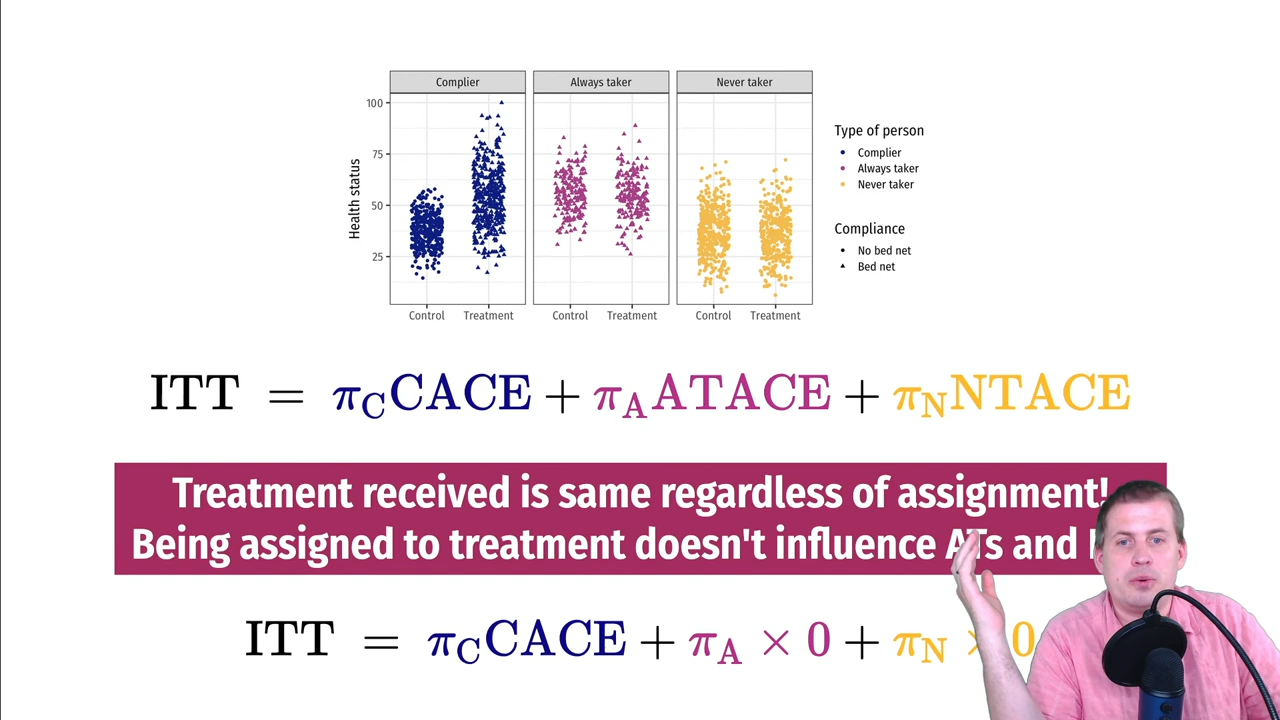 Complier Always taker Never taker
100
75
50
25
Health status
Control Treatment Control Treatment Control Treatment
Type of person
Complier
Always taker
Never taker
Compliance
No bed net
Bed net
ITT = π_C CACE + π_A ATACE + π_N NTACE
Treatment received is same regardless of assignment!
Being assigned to treatment doesn't influence ATs and
ITT = π_C CACE + π_A × 0 + π_N × 0